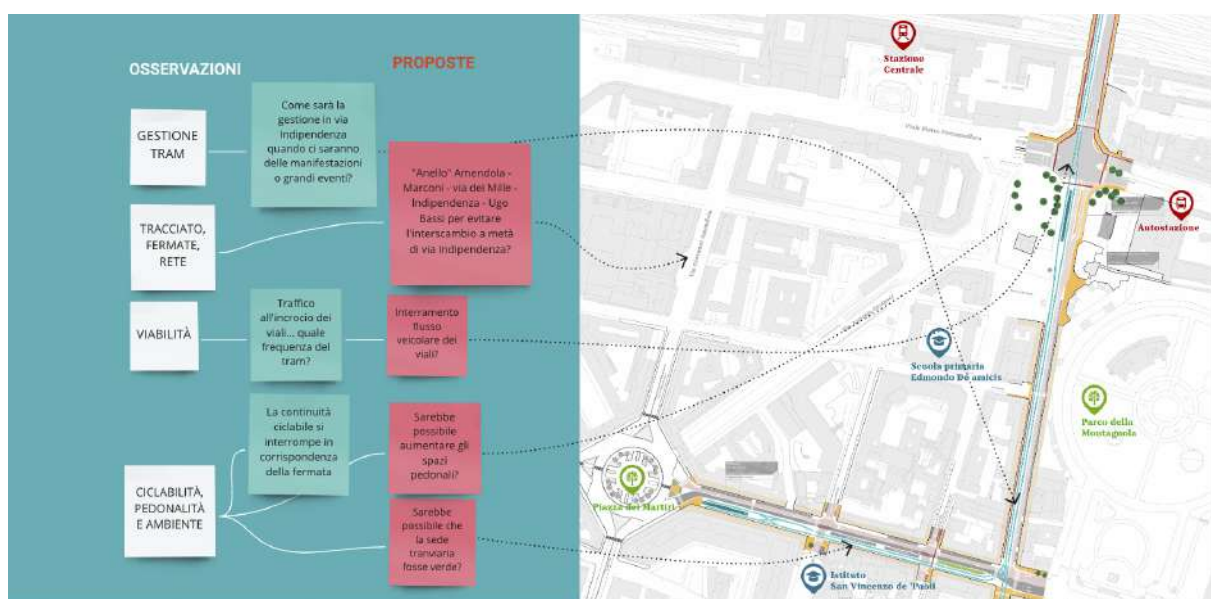 OSSERVAZIONI
PROPOSTE
GESTIONE
TRAM
Come sarà la
gestione in via
Indipendenza
quando ci saranno
delle manifestazioni
o grandi eventi?
TRACCIATO,
FERMATE,
RETE
"Anello" Amendola -
Marconi - via dei Mille -
Indipendenza - Ugo
Bassi per evitare
l'interscambio a metà
di via Indipendenza?
VIABILITÀ
Traffico
all'incrocio dei
viali... quale
frequenza del
tram?
Interramento
flusso
veicolare dei
viali?
CICLABILITÀ,
PEDONALITÀ
E AMBIENTE
La continuità
ciclabile si
interrompe in
corrispondenza
della fermata
Sarebbe
possibile
aumentare gli
spazi
pedonali?
Sarebbe
possibile che
la sede
tranviaria
fosse verde?
Stazione
Centrale
Autostazione
Scuola primaria
Edmondo De amicis
Parco della
Montagnola
Piazza dei Martiri
Istituto
San Vincenzo de 'Paoli